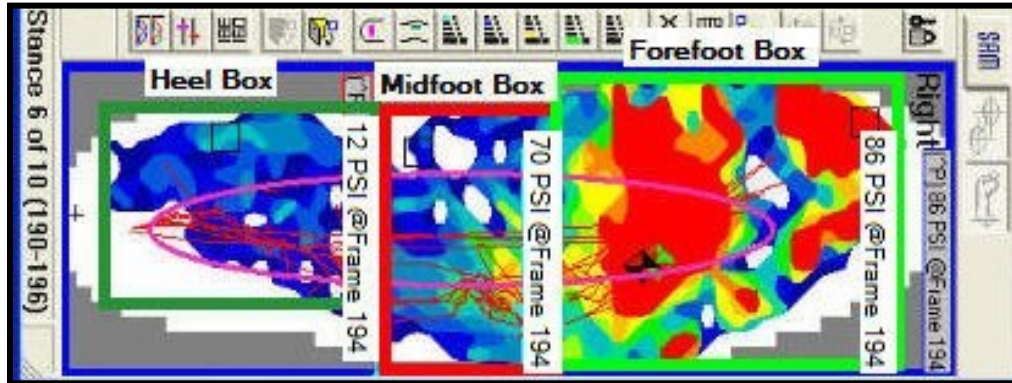 Heel Box
Midfoot Box
Forefoot Box
SAM
Right
12 PSI @Frame 194
70 PSI @Frame 194
86 PSI @Frame 194
86 PSI @Frame 194
Stance 6 of 10 (190-196)